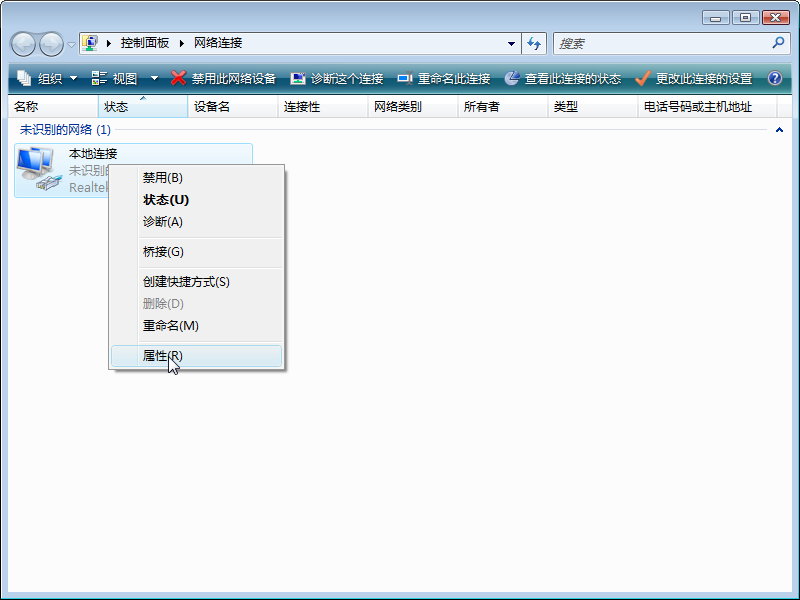 控制面板 网络连接
搜索
组织 视图 禁用此网络设备 诊断这个连接 重命名此连接 查看此连接的状态 更改此连接的设置
名称 状态 设备名 连接性 网络类别 所有者 类型 电话号码或主机地址
未识别的网络 (1)
本地连接
未识别的
Realtek
禁用(B)
状态(U)
诊断(A)
桥接(G)
创建快捷方式(S)
删除(D)
重命名(M)
属性(R)